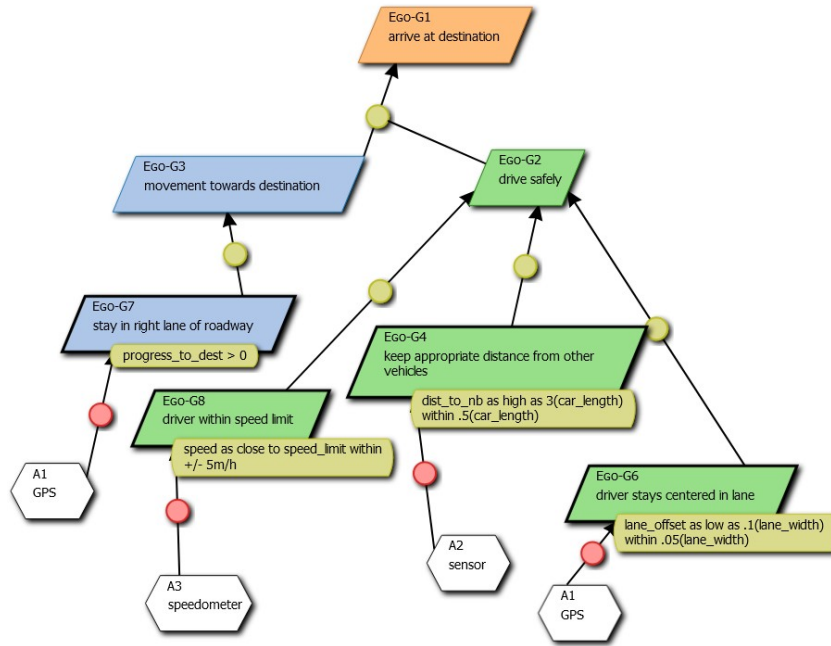 Ego-G1
arrive at destination
Ego-G3
movement towards destination
Ego-G2
drive safely
Ego-G7
stay in right lane of roadway
progress_to_dest > 0
Ego-G4
keep appropriate distance from other
vehicles
dist_to_nb as high as 3(car_length)
within .5(car_length)
Ego-G8
driver within speed limit
speed as close to speed_limit within
+/- 5m/h
A1
GPS
Ego-G6
driver stays centered in lane
lane_offset as low as .1(lane_width)
within .05(lane_width)
A2
sensor
A3
speedometer
A1
GPS